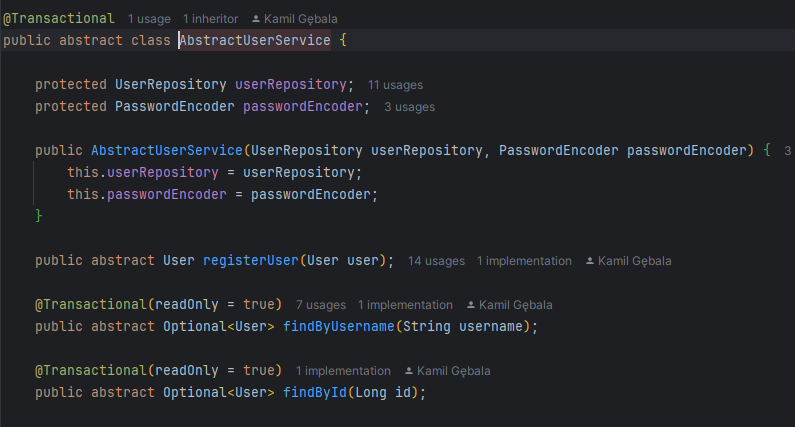 @Transactional 1 usage 1 inheritor Kamil Gębala
public abstract class AbstractUserService {
protected UserRepository userRepository; 11 usages
protected PasswordEncoder passwordEncoder; 3 usages
public AbstractUserService(UserRepository userRepository, PasswordEncoder passwordEncoder) { 3
this.userRepository = userRepository;
this.passwordEncoder = passwordEncoder;
}
public abstract User registerUser(User user); 14 usages 1 implementation Kamil Gębala
@Transactional(readOnly = true) 7 usages 1 implementation Kamil Gębala
public abstract Optional<User> findByUsername(String username);
@Transactional(readOnly = true) 1 implementation Kamil Gębala
public abstract Optional<User> findById(Long id);